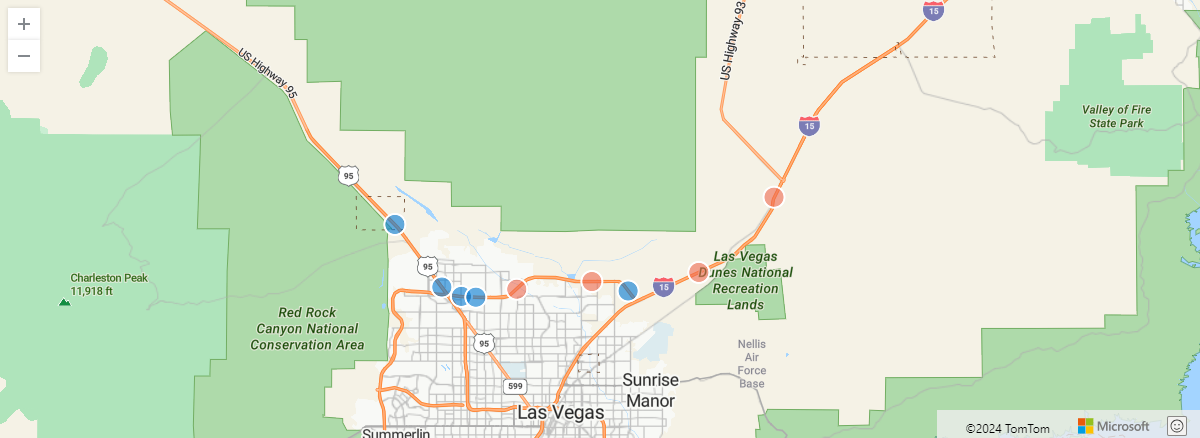 +
−
US Highway 95
US Highway 93
15
15
Valley of Fire
State Park
95
Charleston Peak
11,918 ft
95
Las Vegas
Dunes National
Recreation
Lands
15
Red Rock
Canyon National
Conservation Area
95
Nellis
Air
Force
Base
599
Sunrise
Manor
Las Vegas
Summerlin
©2024 TomTom
Microsoft